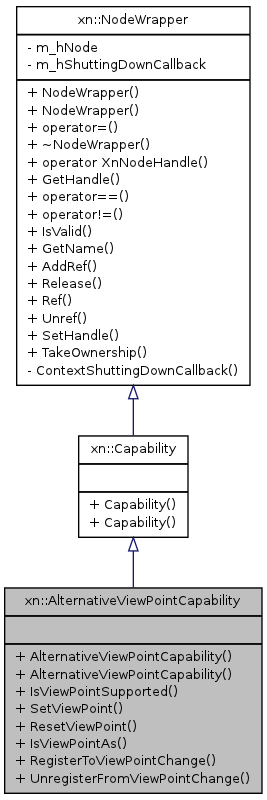 xn::NodeWrapper
- m_hNode
- m_hShuttingDownCallback
+ NodeWrapper()
+ NodeWrapper()
+ operator=()
+ ~NodeWrapper()
+ operator XnNodeHandle()
+ GetHandle()
+ operator==()
+ operator!=()
+ IsValid()
+ GetName()
+ AddRef()
+ Release()
+ Ref()
+ Unref()
+ SetHandle()
+ TakeOwnership()
- ContextShuttingDownCallback()
xn::Capability
+ Capability()
+ Capability()
xn::AlternativeViewPointCapability
+ AlternativeViewPointCapability()
+ AlternativeViewPointCapability()
+ IsViewPointSupported()
+ SetViewPoint()
+ ResetViewPoint()
+ IsViewPointAs()
+ RegisterToViewPointChange()
+ UnregisterFromViewPointChange()